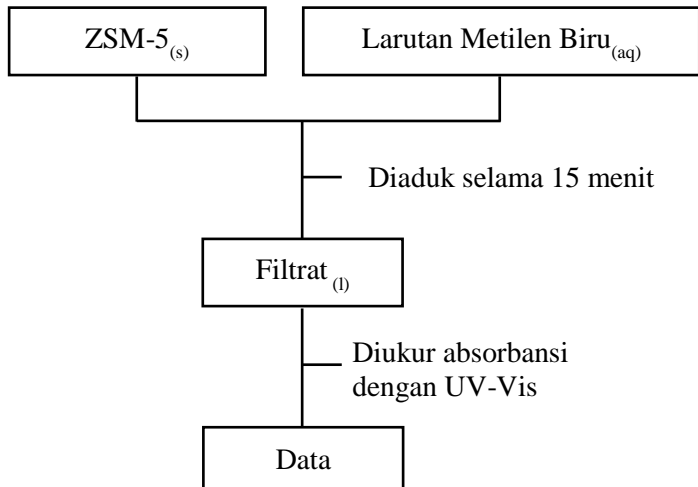 ZSM-5(s)
Larutan Metilen Biru(aq)
Diaduk selama 15 menit
Filtrat (l)
Diukur absorbansi
dengan UV-Vis
Data